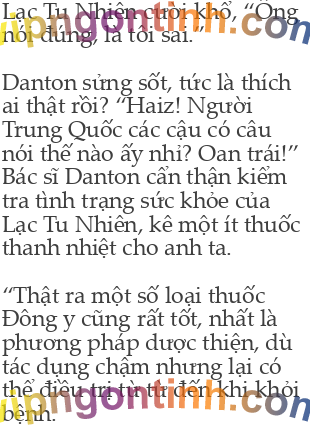 Lạc Tu Nhiên cười khổ, “Ông
nói đúng, là tôi sai.”
Danton sửng sốt, tức là thích
ai thật rồi? “Haiz! Người
Trung Quốc các cậu có câu
nói thế nào ấy nhỉ? Oan trái!”
Bác sĩ Danton cẩn thận kiểm
tra tình trạng sức khỏe của
Lạc Tu Nhiên, kê một ít thuốc
thanh nhiệt cho anh ta.
“Thật ra một số loại thuốc
Đông y cũng rất tốt, nhất là
phương pháp dược thiện, dù
tác dụng chậm nhưng lại có
thể điều trị từ từ đến khi khỏi
bệnh.